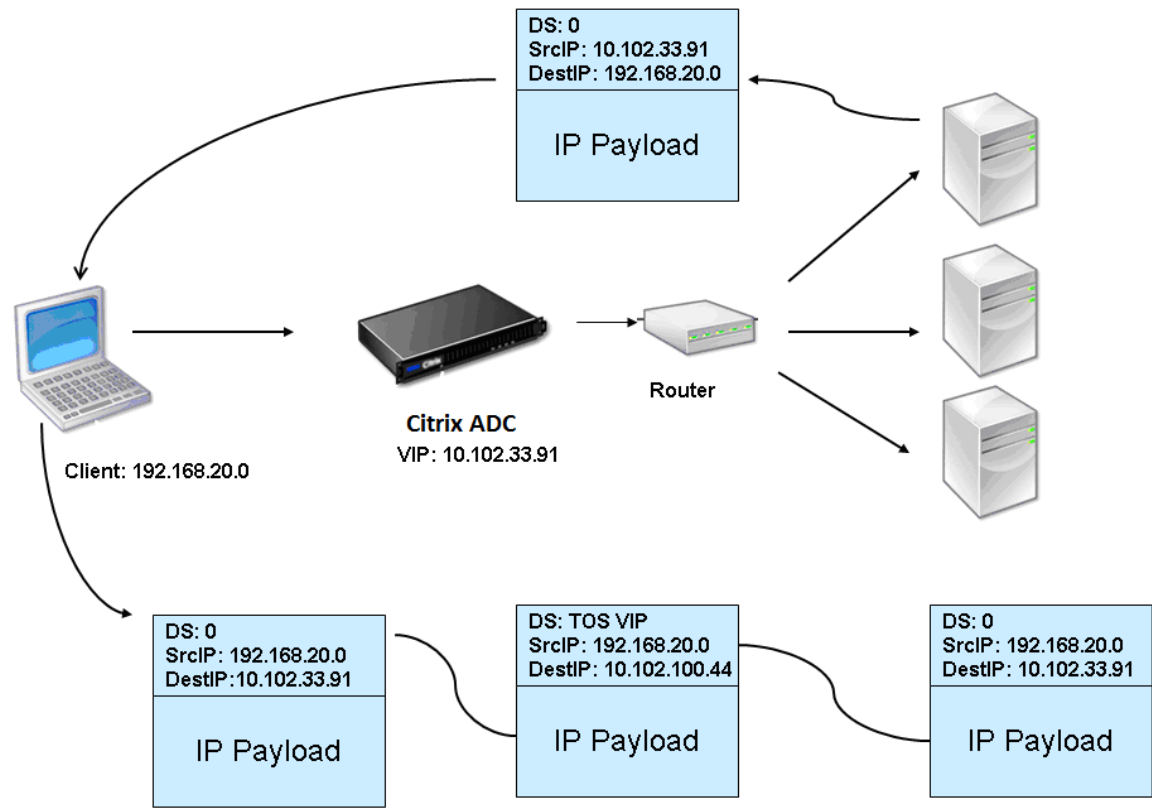 DS: 0
SrcIP: 10.102.33.91
DestIP: 192.168.20.0
IP Payload
Citrix
Router
Citrix ADC
VIP: 10.102.33.91
Client: 192.168.20.0
DS: 0
SrcIP: 192.168.20.0
DestIP:10.102.33.91
IP Payload
DS: TOS VIP
SrcIP: 192.168.20.0
DestIP: 10.102.100.44
IP Payload
DS: 0
SrcIP: 192.168.20.0
DestIP: 10.102.33.91
IP Payload